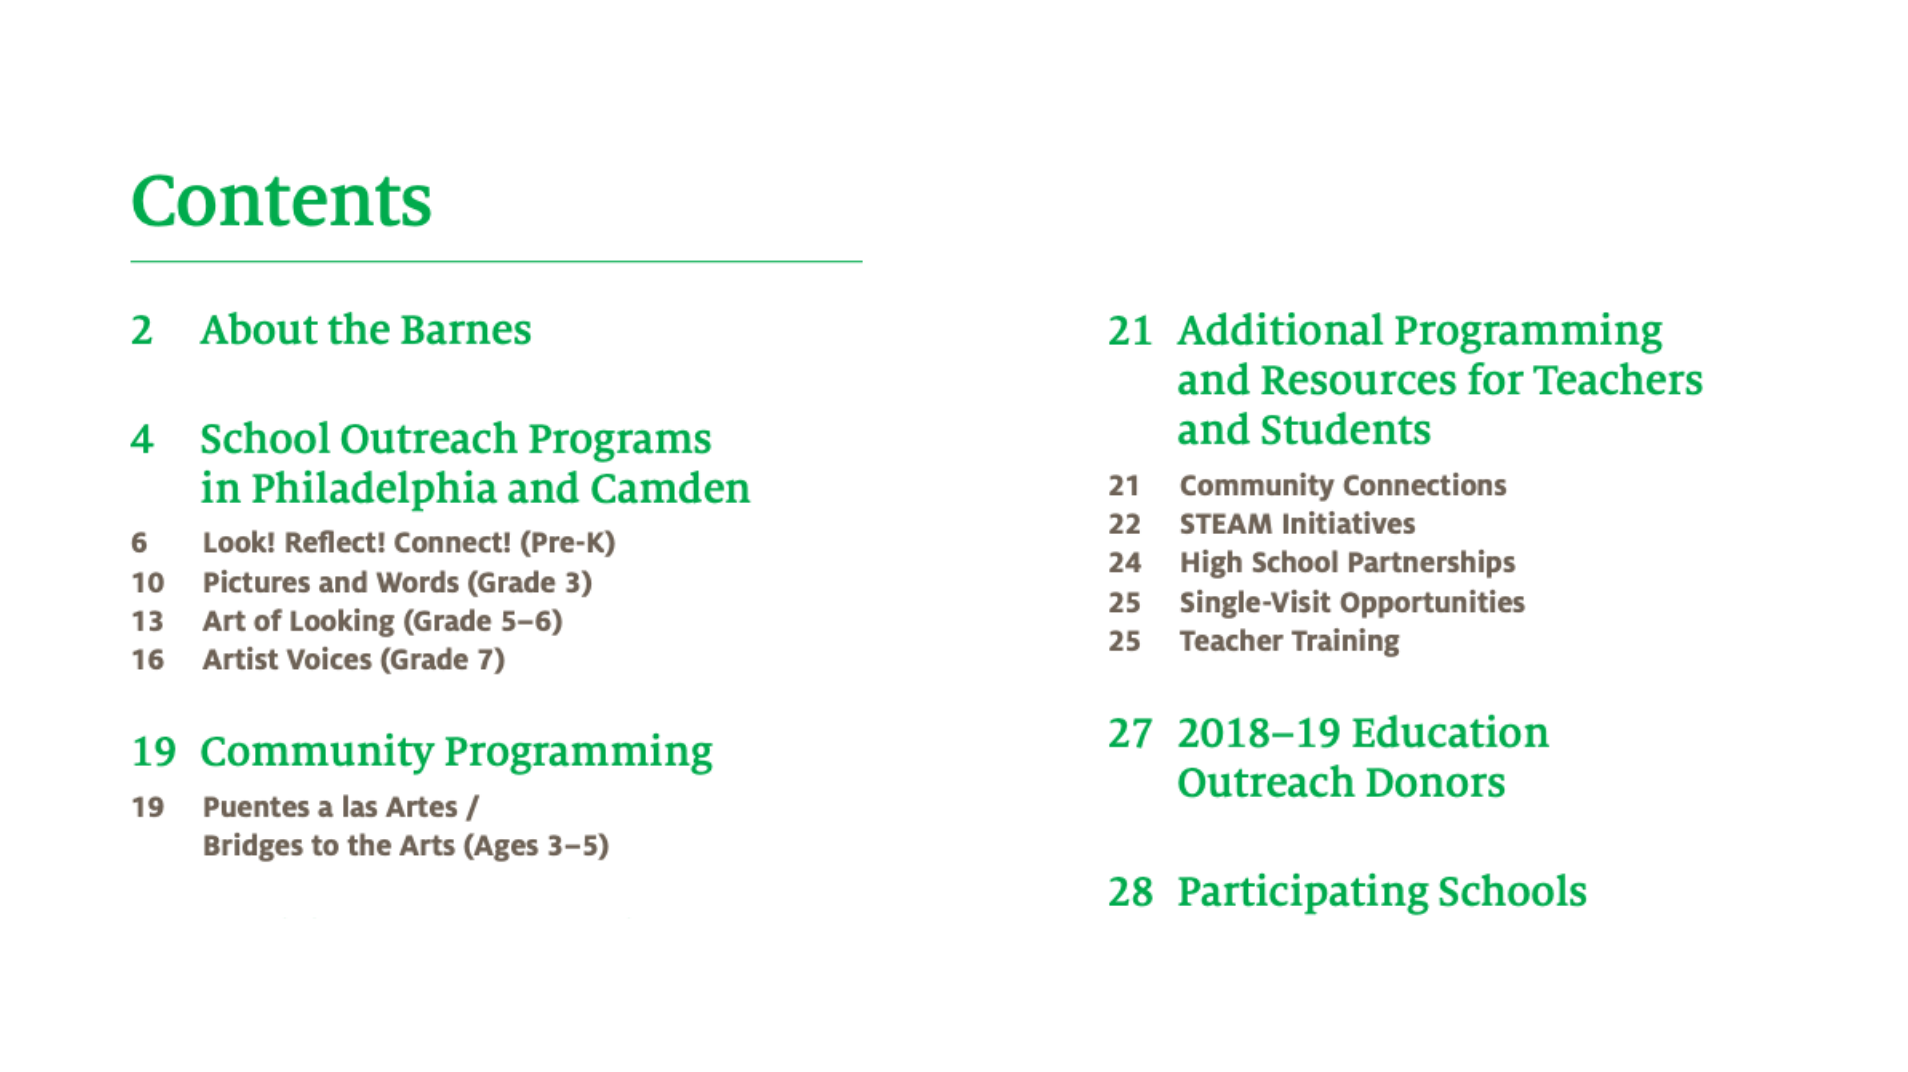 Contents
2 About the Barnes
4 School Outreach Programs
in Philadelphia and Camden
6 Look! Reflect! Connect! (Pre-K)
10 Pictures and Words (Grade 3)
13 Art of Looking (Grade 5–6)
16 Artist Voices (Grade 7)
19 Community Programming
19 Puentes a las Artes /
Bridges to the Arts (Ages 3–5)
21 Additional Programming
and Resources for Teachers
and Students
21 Community Connections
22 STEAM Initiatives
24 High School Partnerships
25 Single-Visit Opportunities
25 Teacher Training
27 2018–19 Education
Outreach Donors
28 Participating Schools